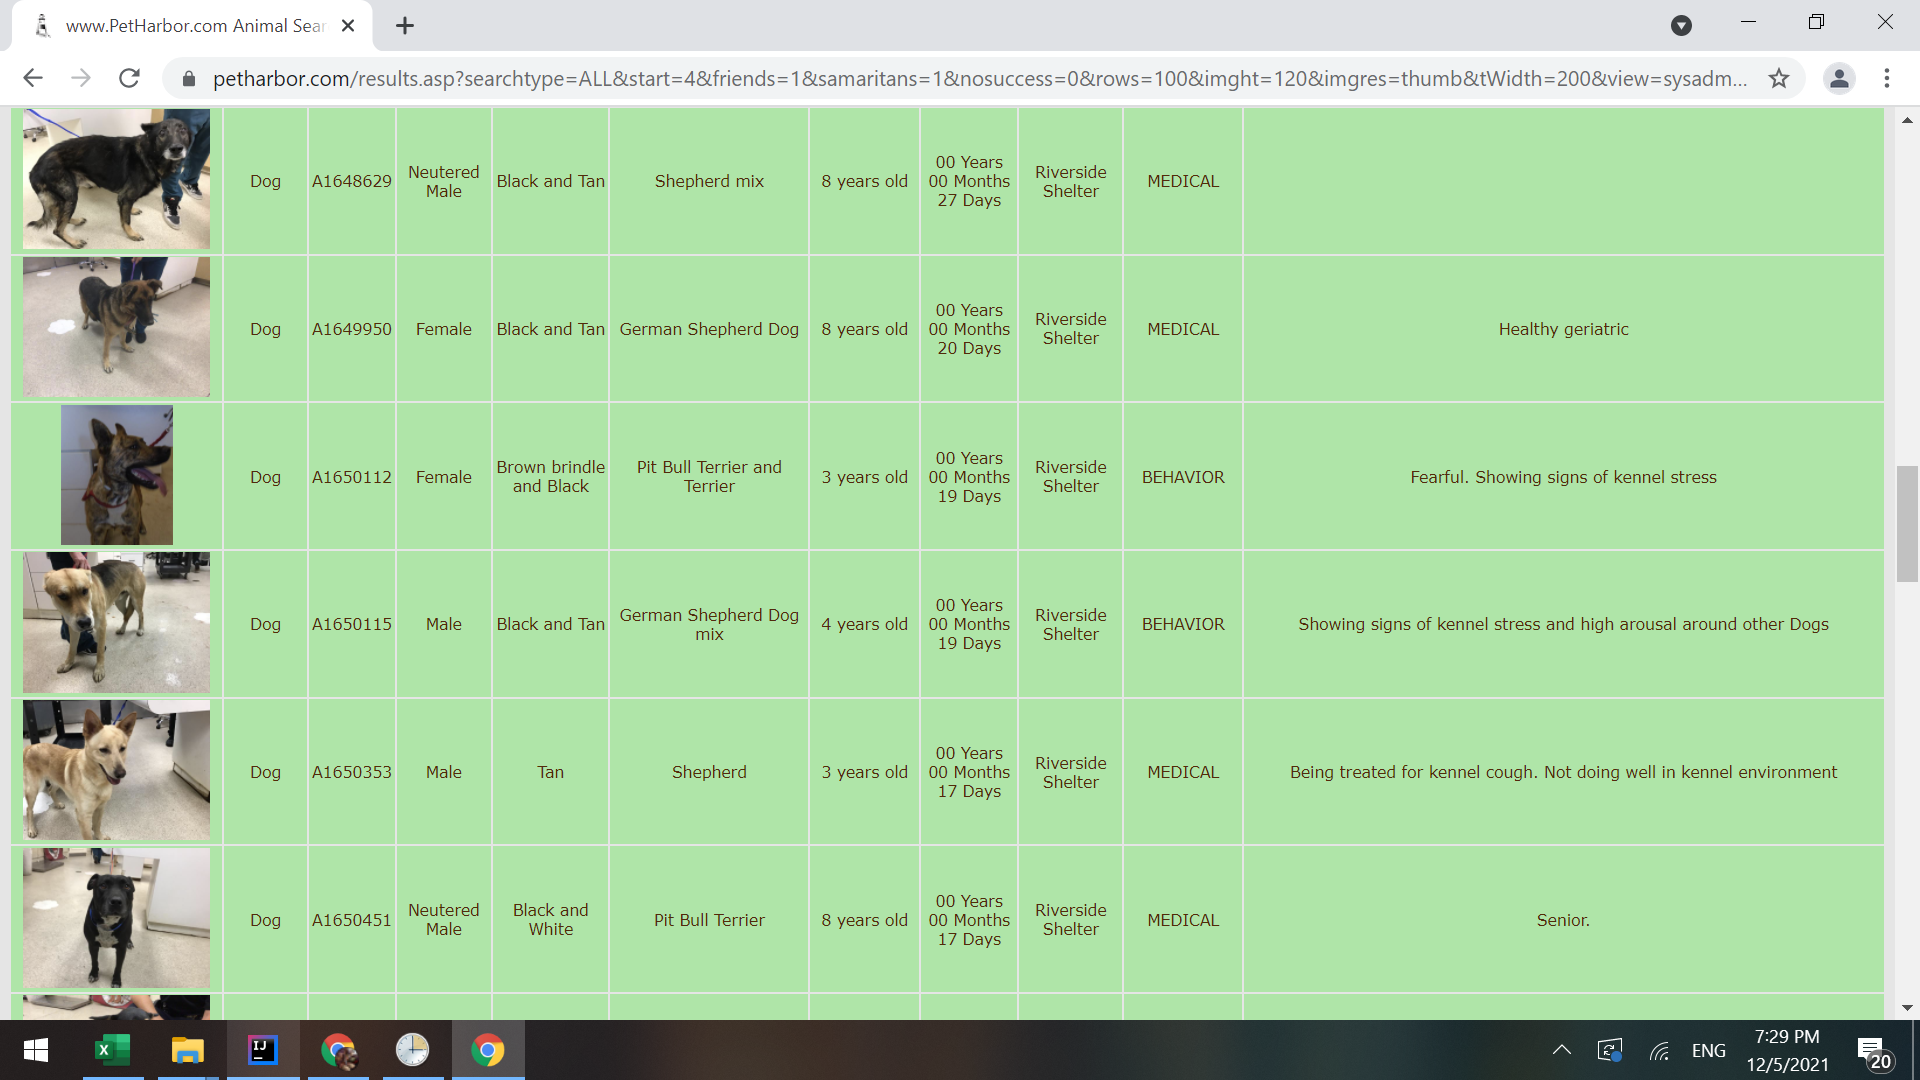 www.PetHarbor.com Animal Sear
petharbor.com/results.asp?searchtype=ALL&start=4&friends=1&samaritans=1&nosuccess=0&rows=100&imght=120&imgres=thumb&tWidth=200&view=sysadm...
Dog A1648629 Neutered Male Black and Tan Shepherd mix 8 years old 00 Years 00 Months 27 Days Riverside Shelter MEDICAL
Dog A1649950 Female Black and Tan German Shepherd Dog 8 years old 00 Years 00 Months 20 Days Riverside Shelter MEDICAL Healthy geriatric
Dog A1650112 Female Brown brindle and Black Pit Bull Terrier and Terrier 3 years old 00 Years 00 Months 19 Days Riverside Shelter BEHAVIOR Fearful. Showing signs of kennel stress
Dog A1650115 Male Black and Tan German Shepherd Dog mix 4 years old 00 Years 00 Months 19 Days Riverside Shelter BEHAVIOR Showing signs of kennel stress and high arousal around other Dogs
Dog A1650353 Male Tan Shepherd 3 years old 00 Years 00 Months 17 Days Riverside Shelter MEDICAL Being treated for kennel cough. Not doing well in kennel environment
Dog A1650451 Neutered Male Black and White Pit Bull Terrier 8 years old 00 Years 00 Months 17 Days Riverside Shelter MEDICAL Senior.
X
IJ
ENG
7:29 PM
12/5/2021
20